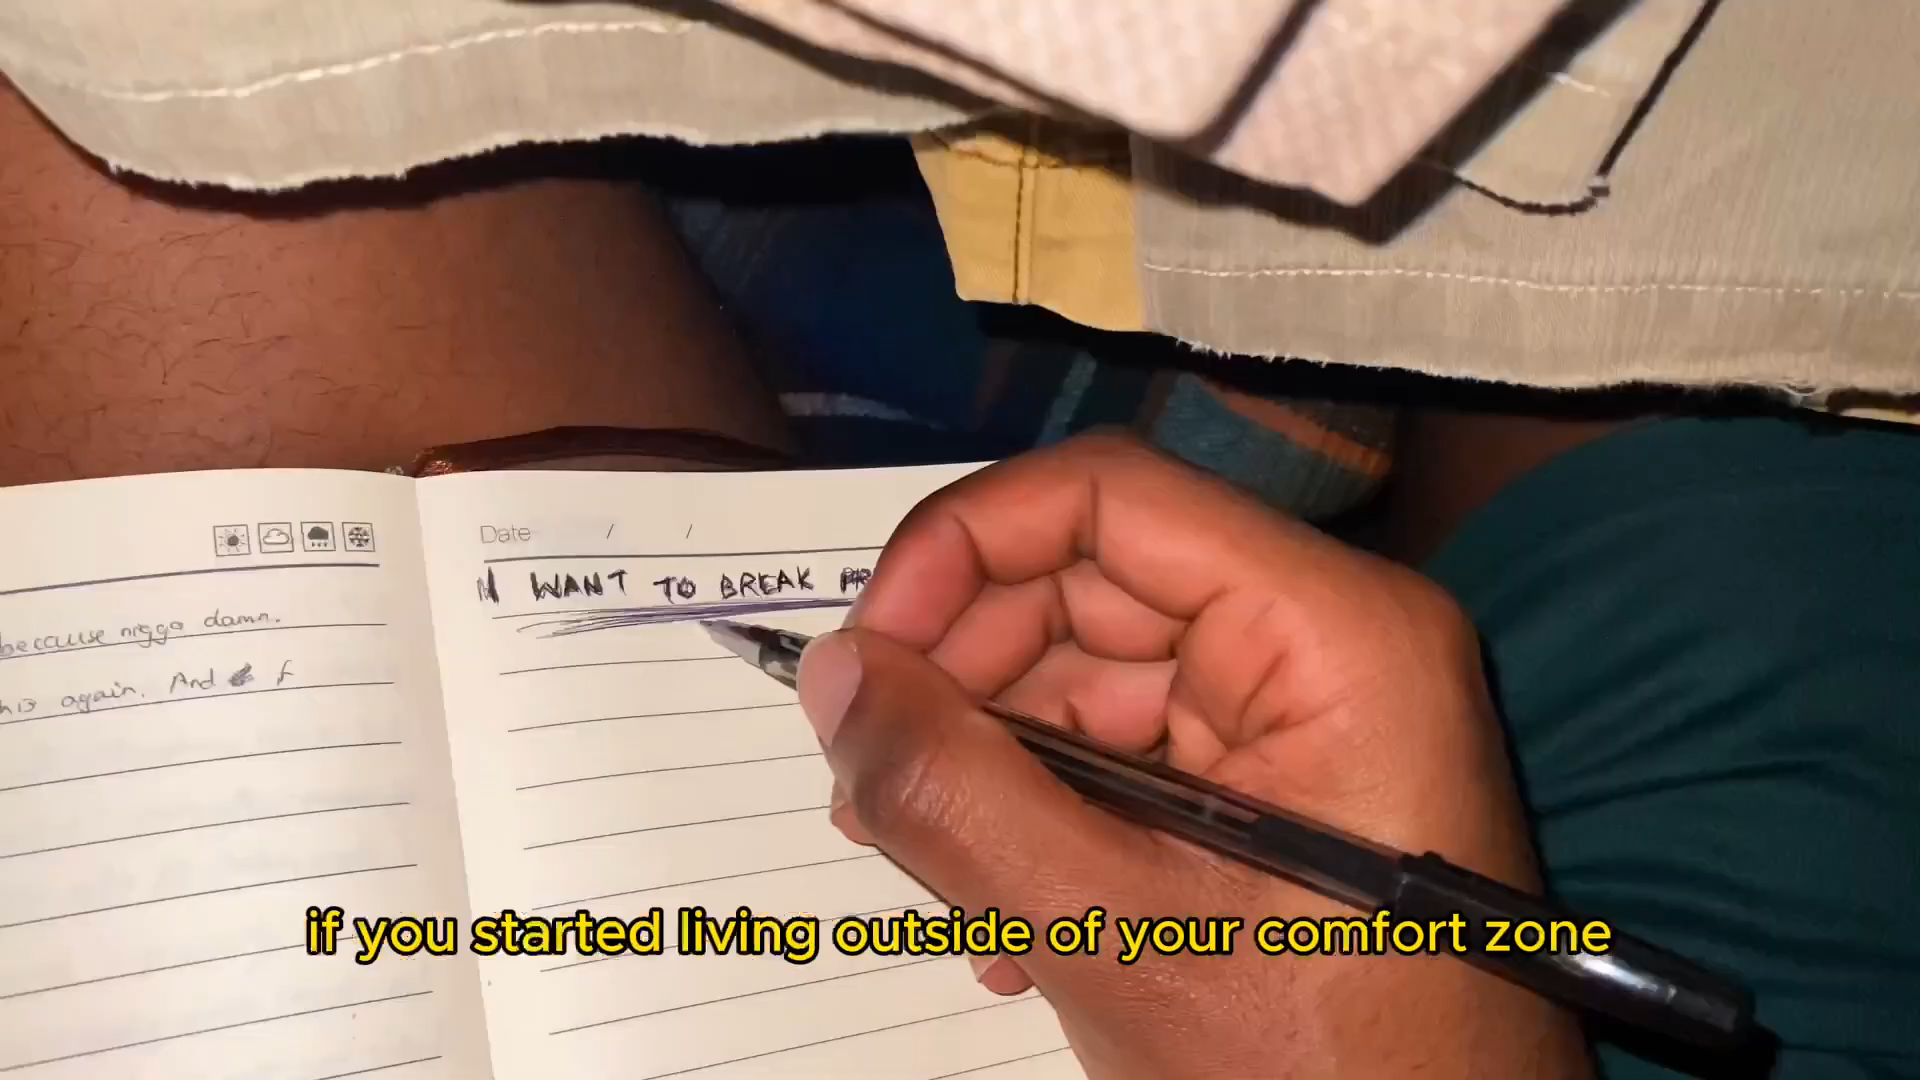 because nigga damn.
again. And f
Date / /
I WANT TO BREAK
if you started living outside of your comfort zone